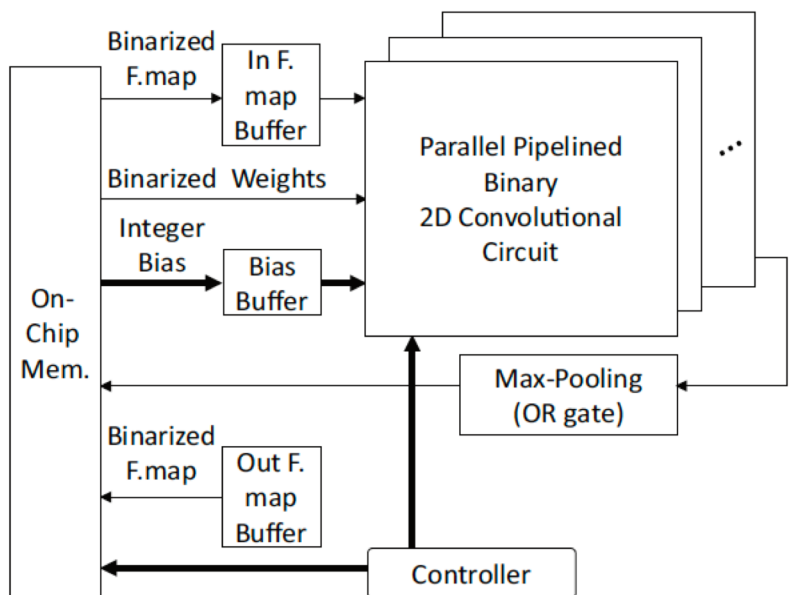 Binarized
F.map
In F.
map
Buffer
Parallel Pipelined
Binary
2D Convolutional
Circuit
...
Binarized Weights
Integer
Bias
Bias
Buffer
On-
Chip
Mem.
Max-Pooling
(OR gate)
Binarized
F.map
Out F.
map
Buffer
Controller